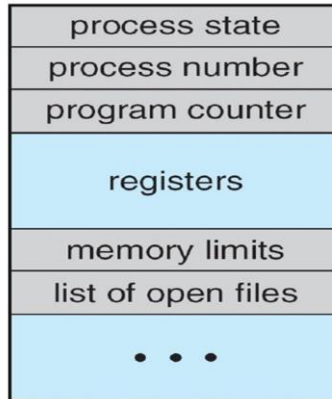 process state
process number
program counter
registers
memory limits
list of open files
• • •